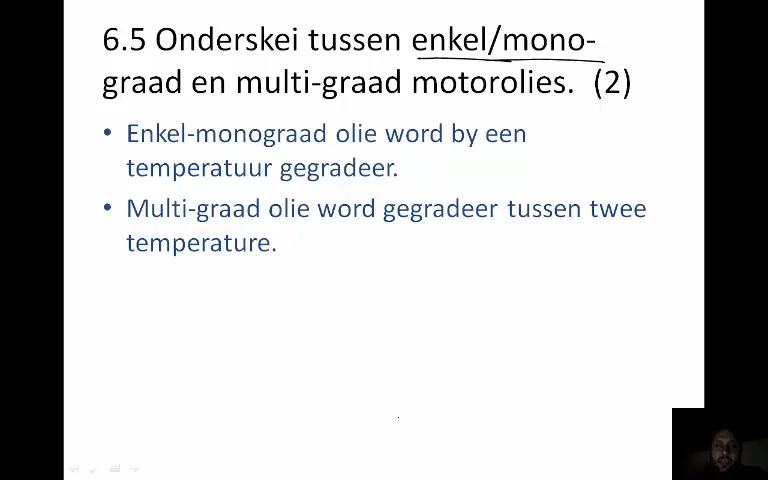 6.5 Onderskei tussen enkel/mono-
graad en multi-graad motorolies. (2)
• Enkel-monograad olie word by een
temperatuur gegradeer.
• Multi-graad olie word gegradeer tussen twee
temperature.